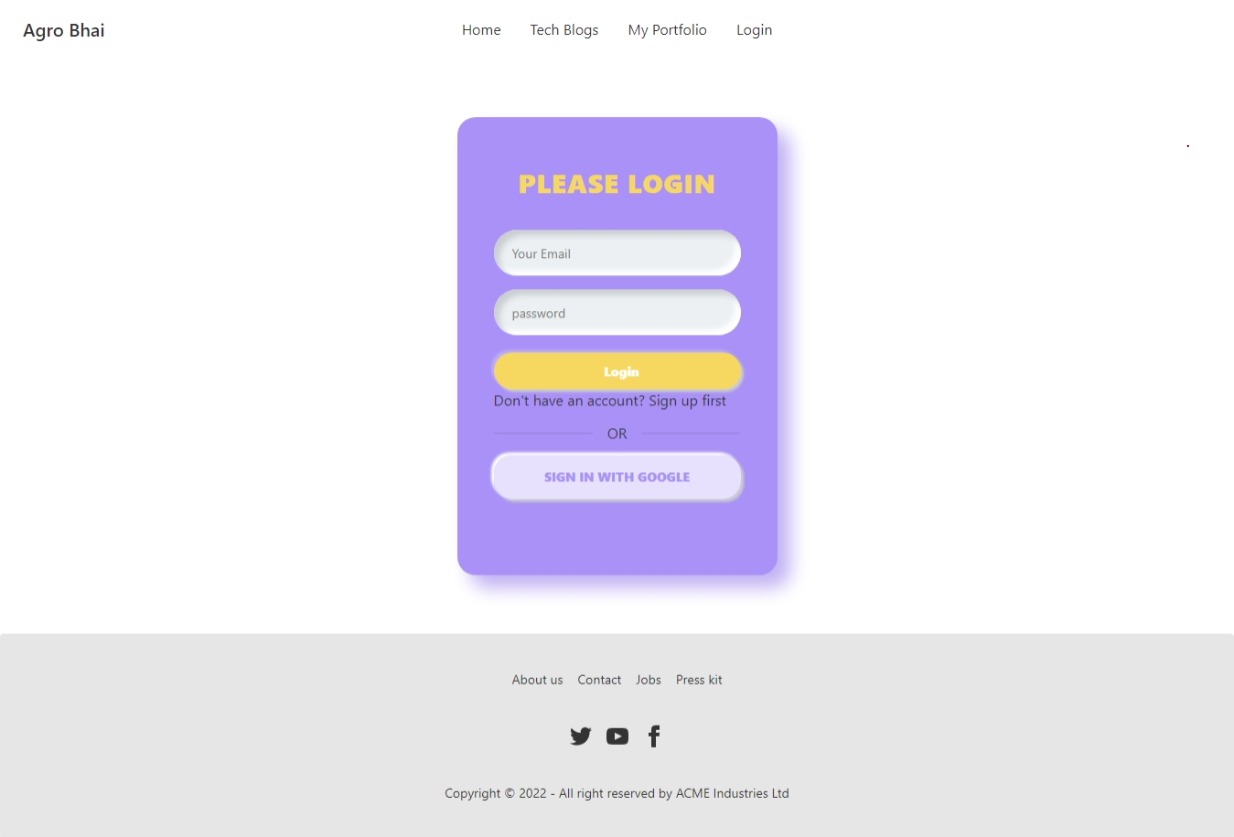 Agro Bhai
Home Tech Blogs My Portfolio Login
PLEASE LOGIN
Your Email
password
Login
Don't have an account? Sign up first
OR
SIGN IN WITH GOOGLE
About us Contact Jobs Press kit
Copyright © 2022 - All right reserved by ACME Industries Ltd